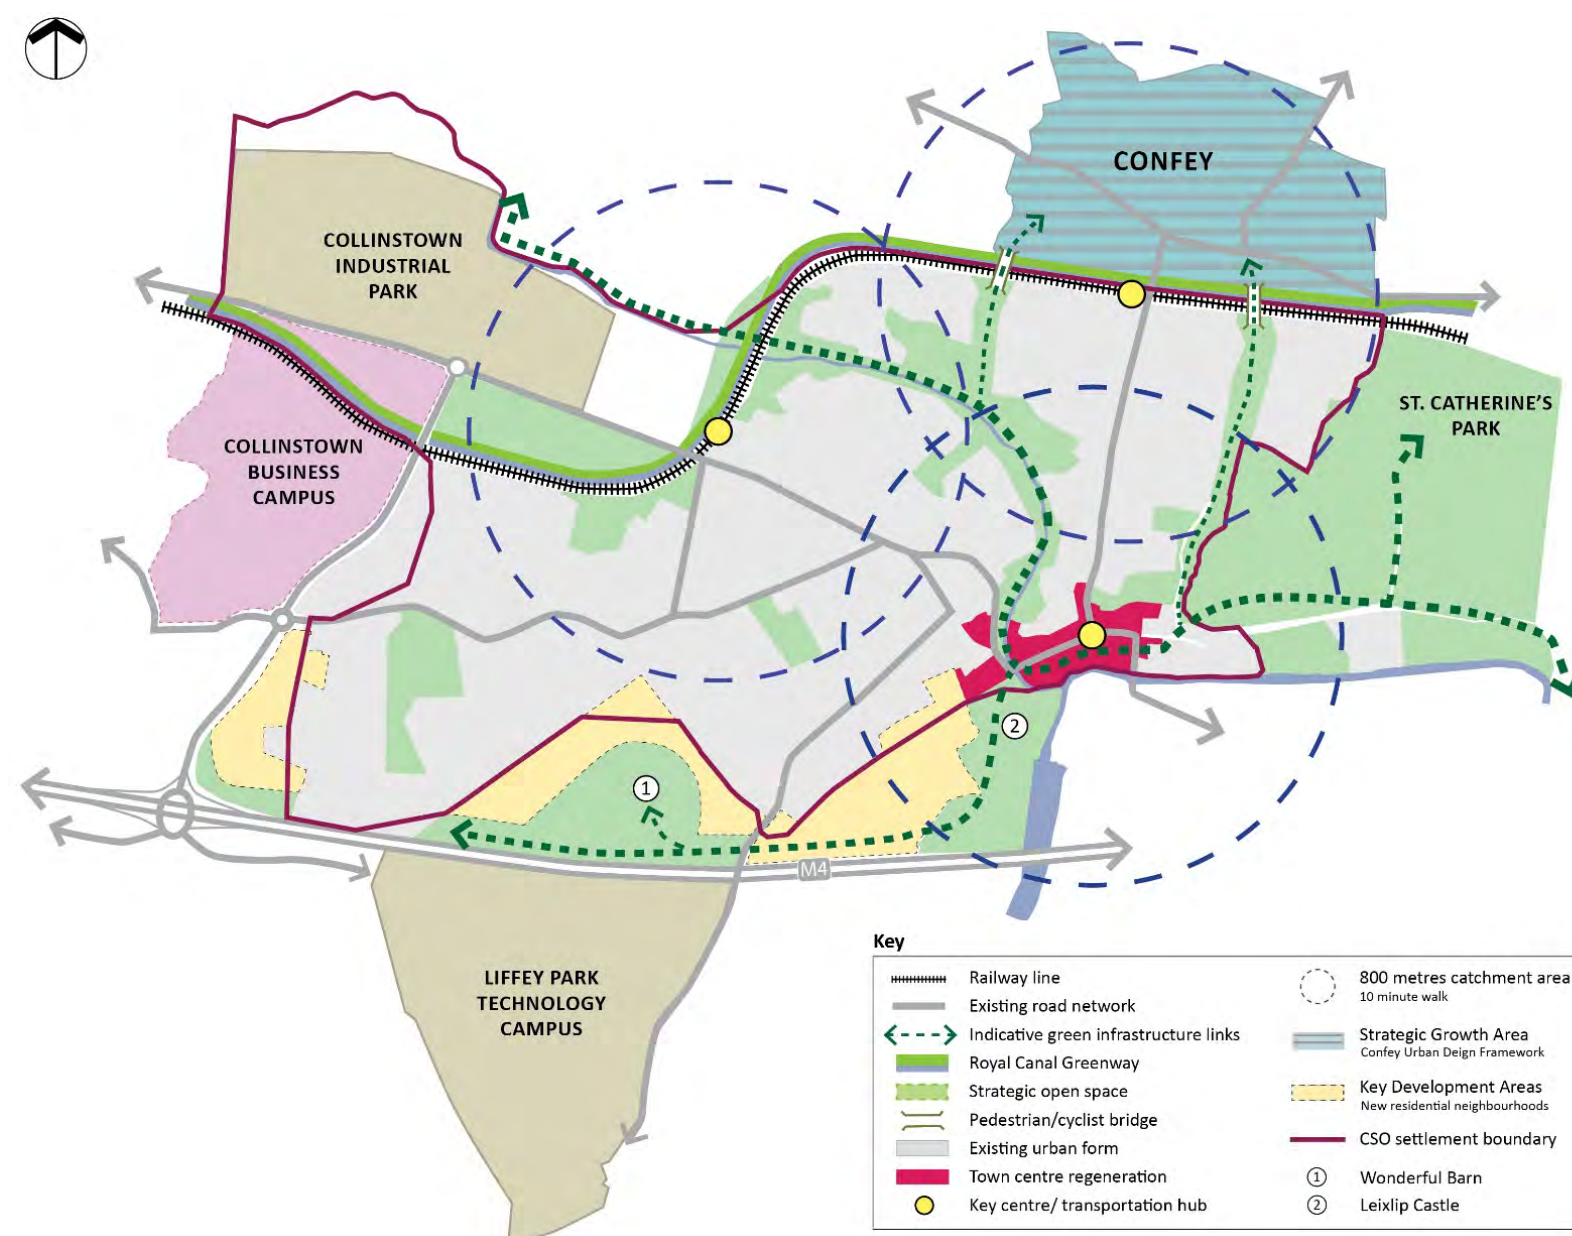 CONFEY
COLLINSTOWN
INDUSTRIAL
PARK
ST. CATHERINE'S
PARK
COLLINSTOWN
BUSINESS
CAMPUS
2
1
M4
LIFFEY PARK
TECHNOLOGY
CAMPUS
Key
Railway line
Existing road network
Indicative green infrastructure links
Royal Canal Greenway
Strategic open space
Pedestrian/cyclist bridge
Existing urban form
Town centre regeneration
Key centre/ transportation hub
800 metres catchment area
10 minute walk
Strategic Growth Area
Confey Urban Deign Framework
Key Development Areas
New residential neighbourhoods
CSO settlement boundary
1 Wonderful Barn
2 Leixlip Castle